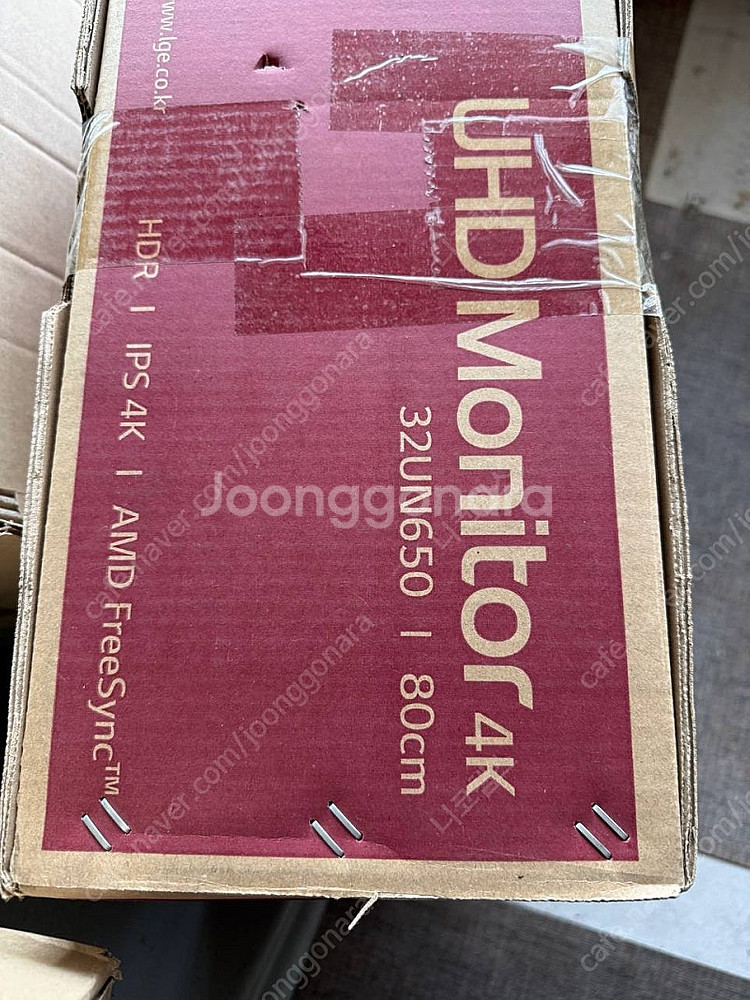 www.lge.co.kr
UHD Monitor 4K
32UN650 | 80cm
HDR | IPS 4K | AMD FreeSync™
Joonggonara
cafe.naver.com/joonggonara